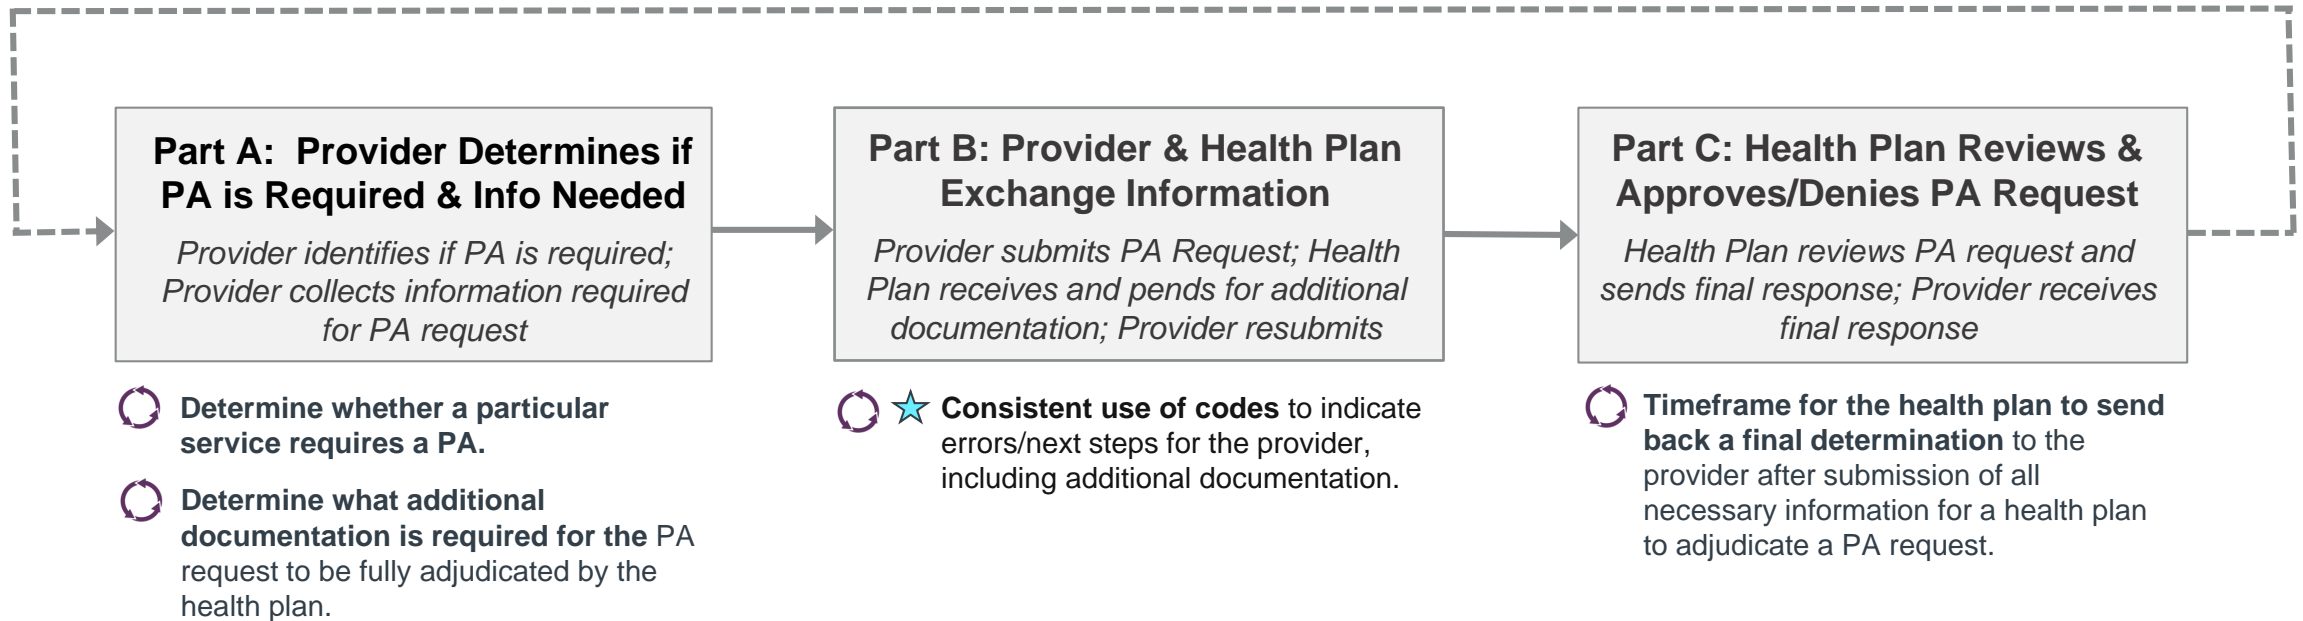 Part A:  Provider Determines if
PA is Required & Info Needed
Provider identifies if PA is required;
Provider collects information required
for PA request
Determine whether a particular
service requires a PA.
Determine what additional
documentation is required for the PA
request to be fully adjudicated by the
health plan.
Part B: Provider & Health Plan
Exchange Information
Provider submits PA Request; Health
Plan receives and pends for additional
documentation; Provider resubmits
Consistent use of codes to indicate
errors/next steps for the provider,
including additional documentation.
Part C: Health Plan Reviews &
Approves/Denies PA Request
Health Plan reviews PA request and
sends final response; Provider receives
final response
Timeframe for the health plan to send
back a final determination to the
provider after submission of all
necessary information for a health plan
to adjudicate a PA request.